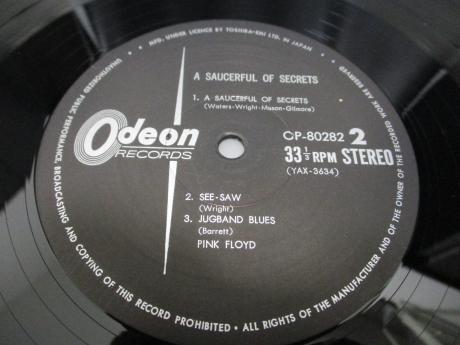 MFD. UNDER LICENCE BY TOSHIBA-EMI LTD. IN JAPAN
UNAUTHORIZED PUBLIC PERFORMANCE, BROADCASTING AND COPYING OF THIS RECORD PROHIBITED • ALL RIGHTS OF THE MANUFACTURER AND OF THE OWNER OF THE RECORDED WORK ARE RESERVED
A SAUCERFUL OF SECRETS
1. A SAUCERFUL OF SECRETS
(Waters-Wright-Mason-Gilmore)
Odeon
RECORDS
CP-80282 2
33 1/3 RPM STEREO
(YAX-3634)
2. SEE-SAW
(Wright)
3. JUGBAND BLUES
(Barrett)
PINK FLOYD